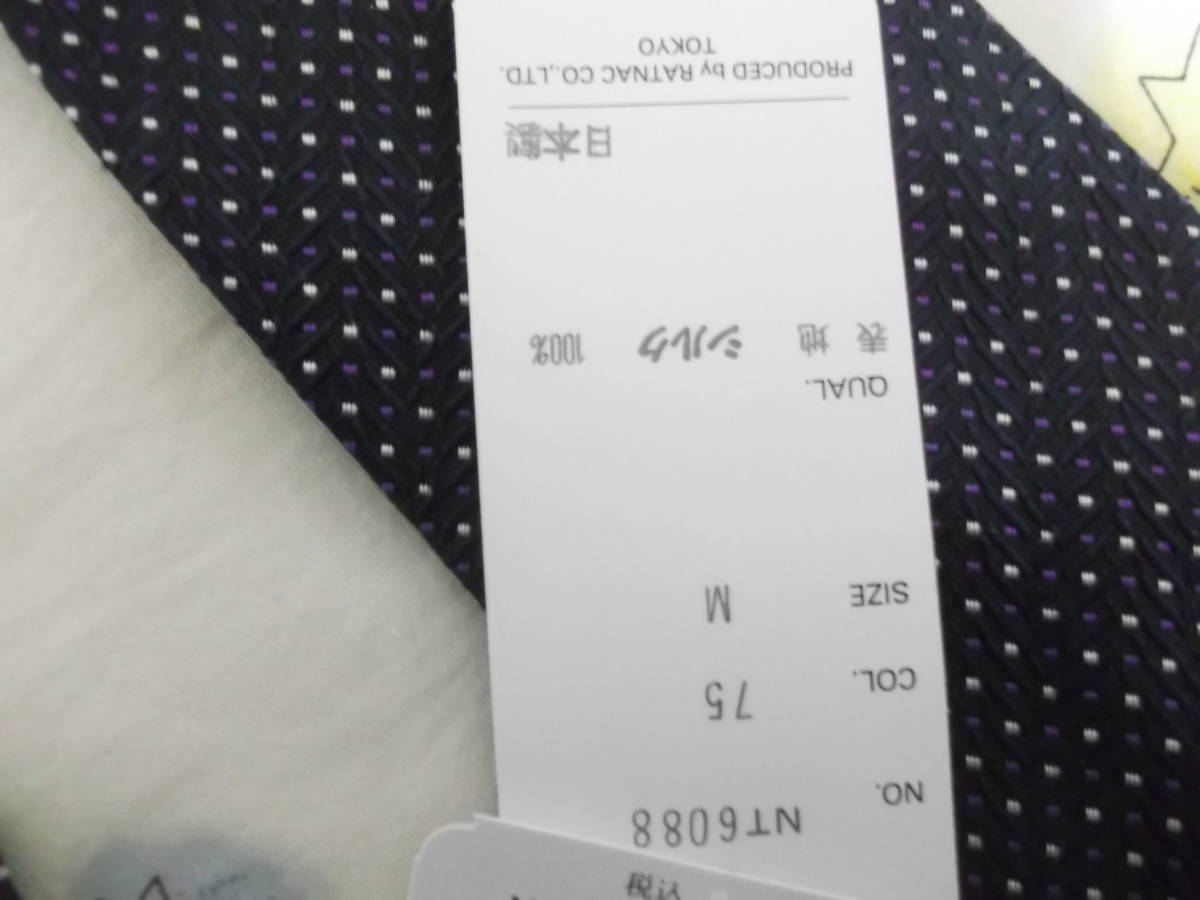 NO. NT6088
COL. 75
SIZE M
QUAL.
表地 シルク 100%
日本製
PRODUCED by RATNAC CO.,LTD.
TOKYO
税込